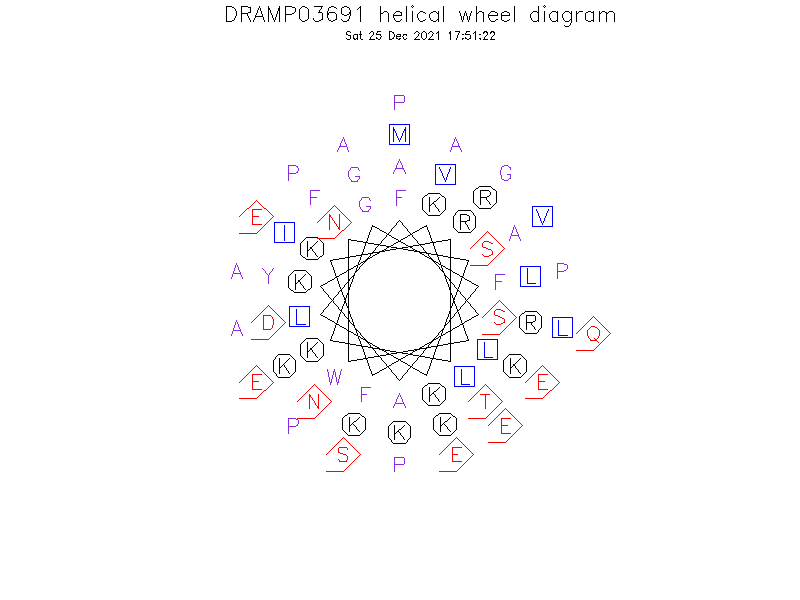 DRAMP03691 helical wheel diagram
Sat 25 Dec 2021 17:51:22
P
M
A A
P G A V G
F G F K R
E N R V
I K S A
A Y K F L P
A D L S R L Q
K L
E K W L K E
N F A K T
P K K K E
S P E